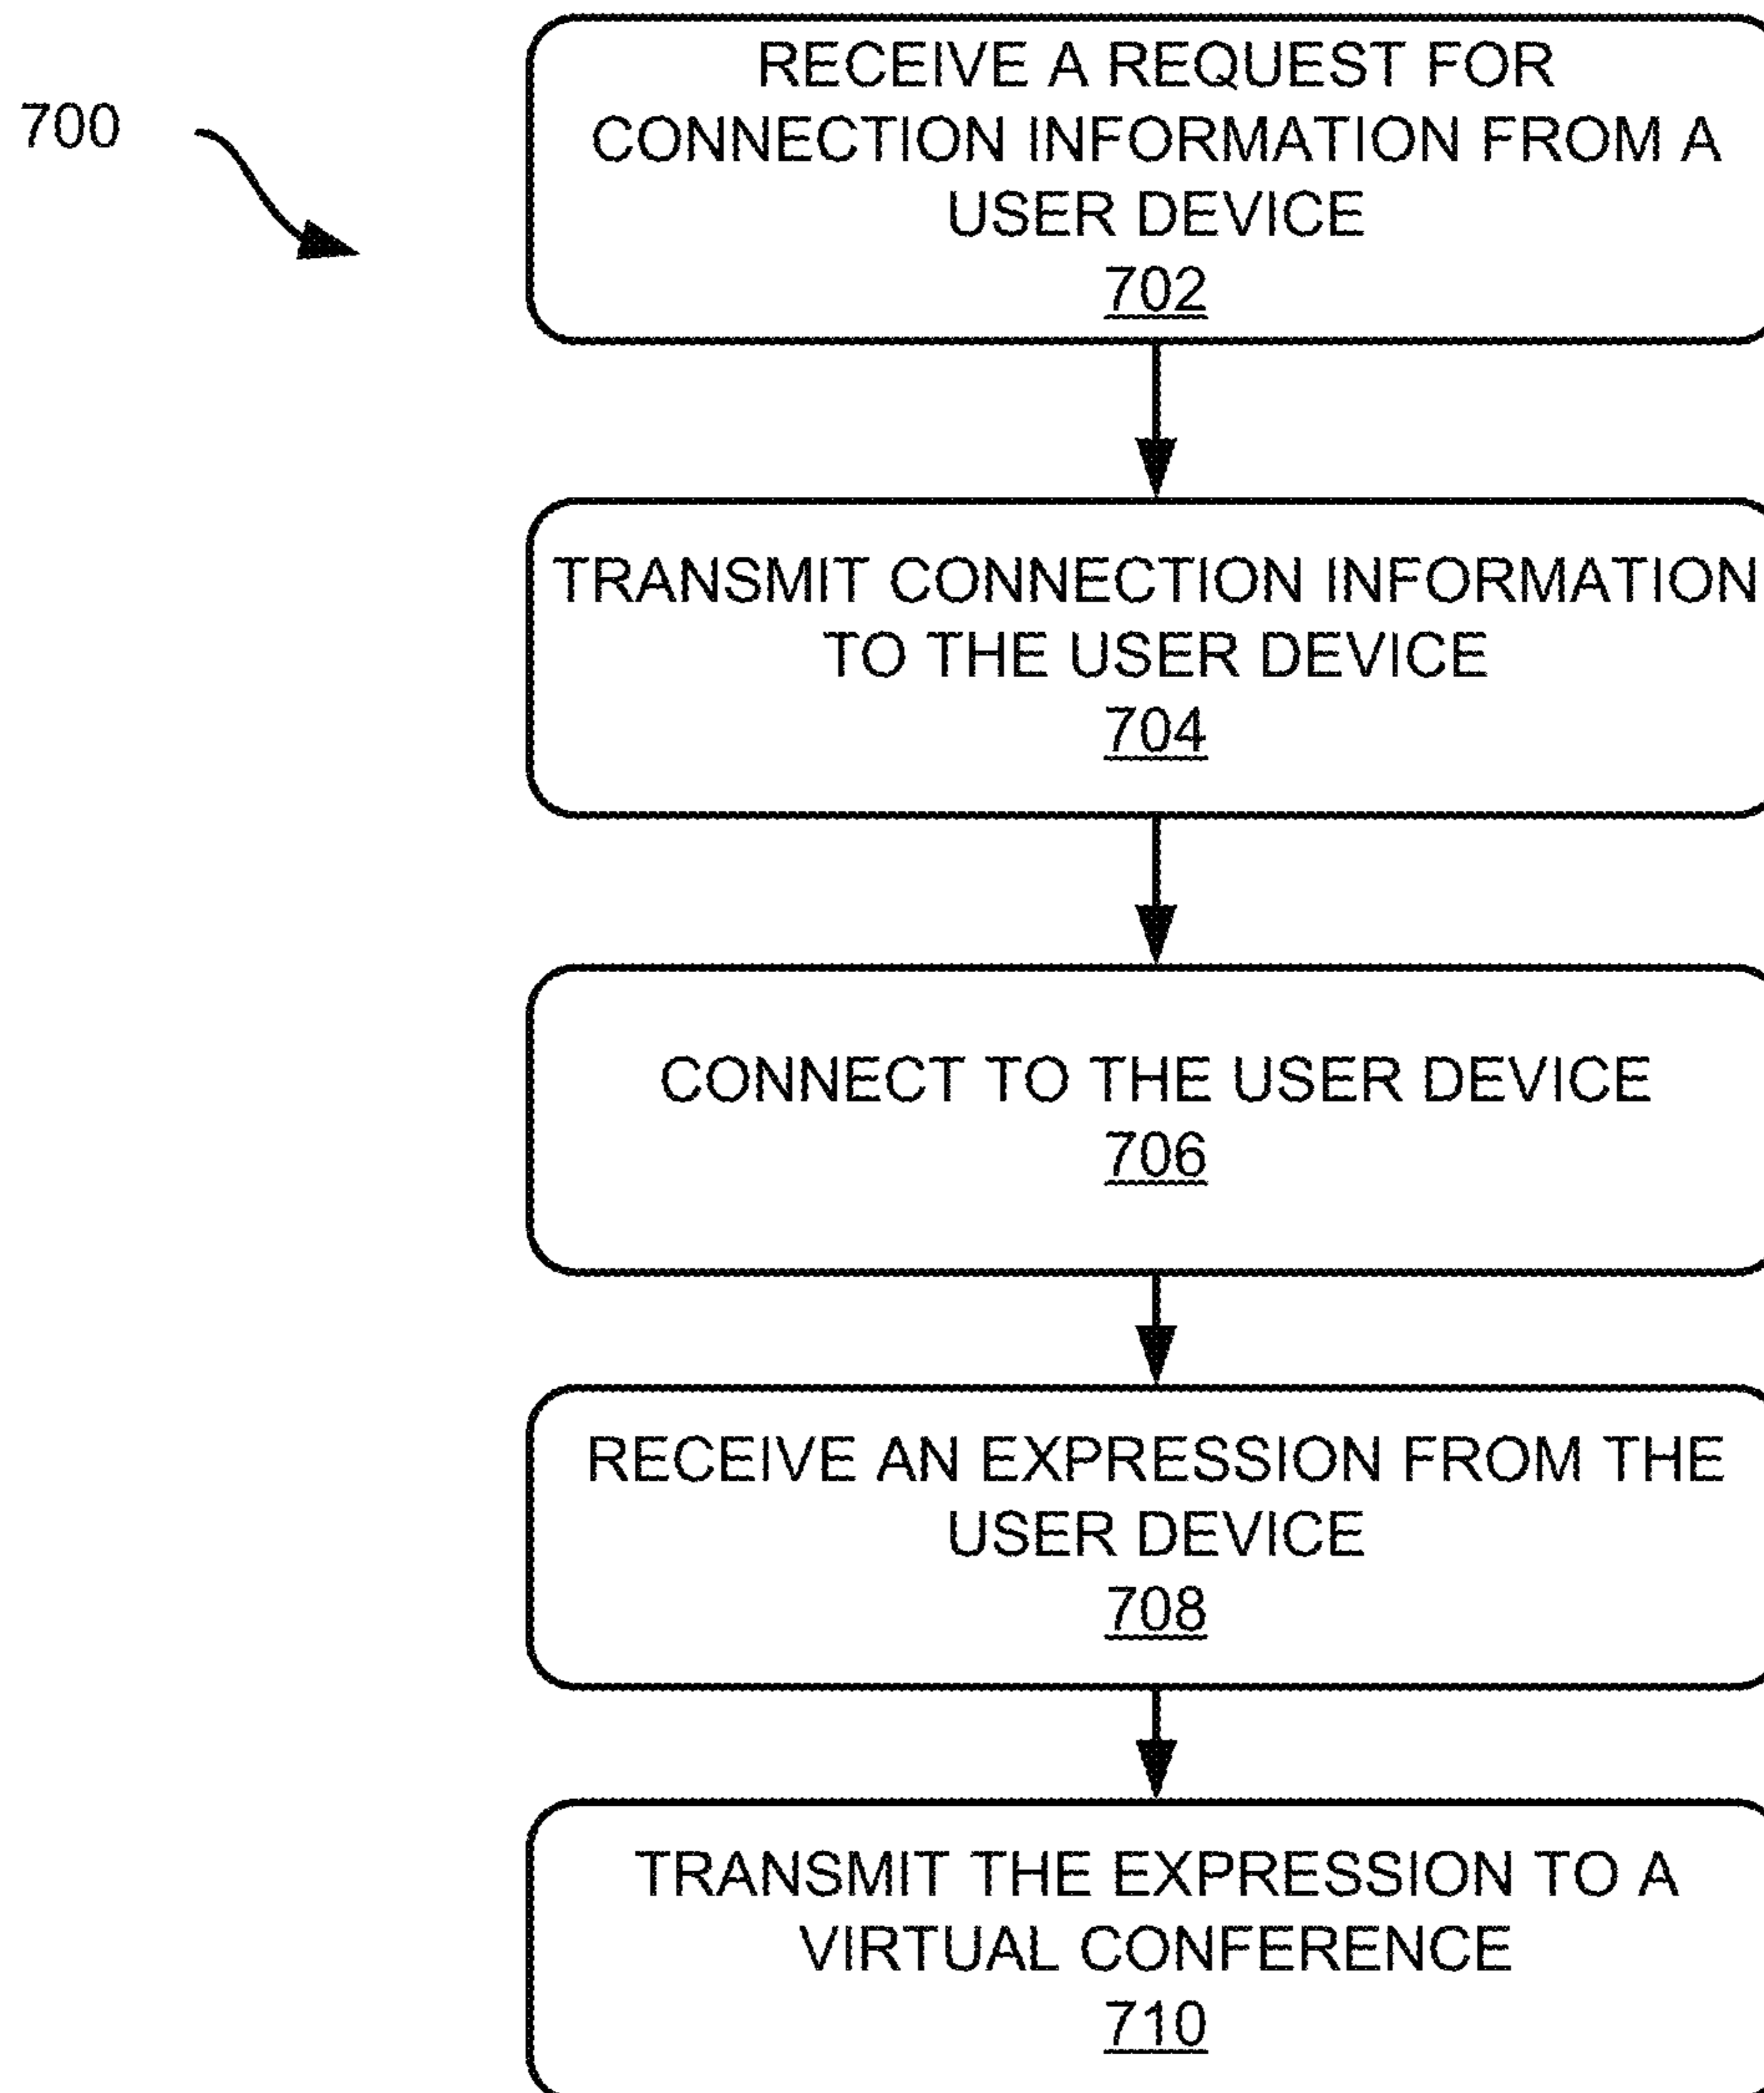 700
RECEIVE A REQUEST FOR
CONNECTION INFORMATION FROM A
USER DEVICE
702
TRANSMIT CONNECTION INFORMATION
TO THE USER DEVICE
704
CONNECT TO THE USER DEVICE
706
RECEIVE AN EXPRESSION FROM THE
USER DEVICE
708
TRANSMIT THE EXPRESSION TO A
VIRTUAL CONFERENCE
710